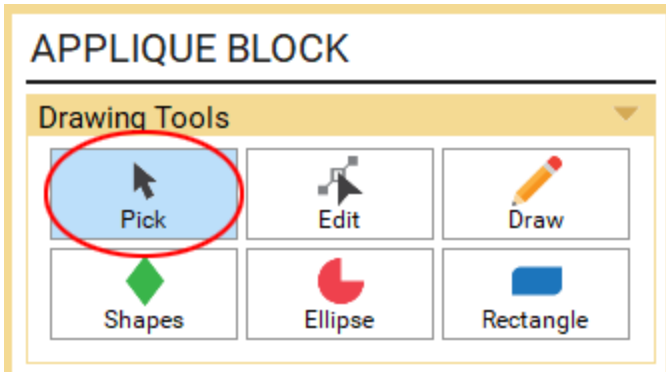 APPLIQUE BLOCK
Drawing Tools
Pick Edit Draw
Shapes Ellipse Rectangle